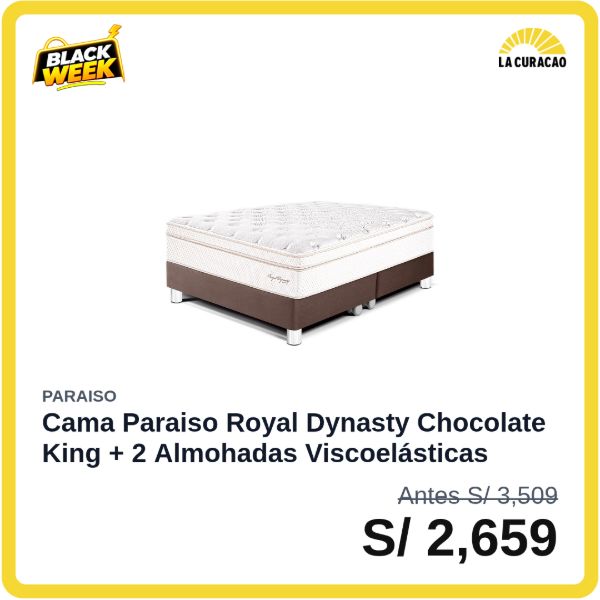 BLACK
WEEK
LA CURACAO
PARAISO
Cama Paraiso Royal Dynasty Chocolate
King + 2 Almohadas Viscoelásticas
Antes S/ 3,509
S/ 2,659